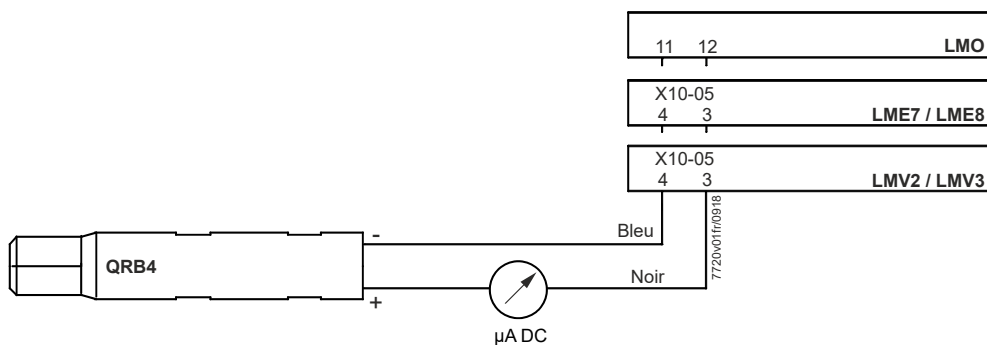 11 12 LMO
X10-05
4 3 LME7 / LME8
X10-05
4 3 LMV2 / LMV3
7720v01fr/0918
-
Bleu
QRB4
Noir
+
µA DC